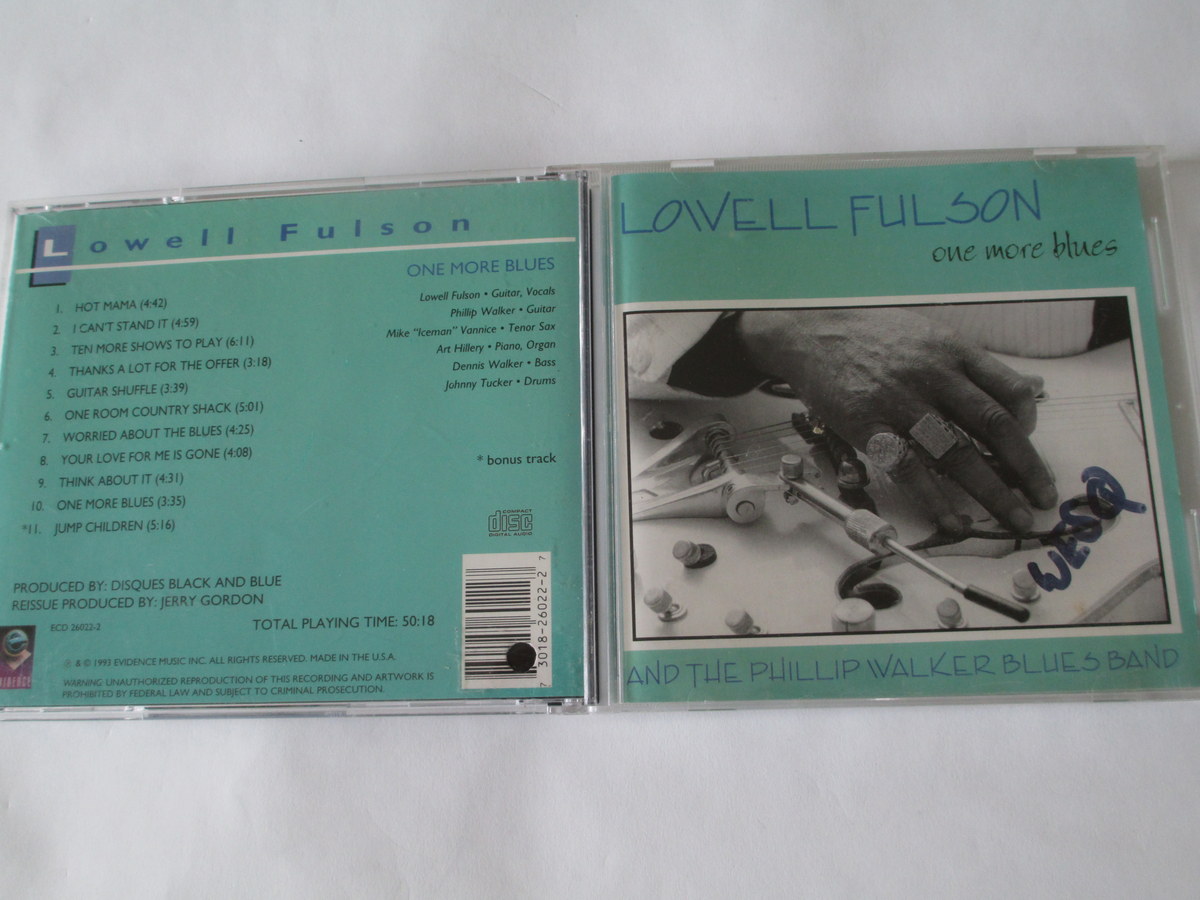 Lowell Fulson
ONE MORE BLUES
1. HOT MAMA (4:42)
2. I CAN'T STAND IT (4:59)
3. TEN MORE SHOWS TO PLAY (6:11)
4. THANKS A LOT FOR THE OFFER (3:18)
5. GUITAR SHUFFLE (3:39)
6. ONE ROOM COUNTRY SHACK (5:01)
7. WORRIED ABOUT THE BLUES (4:25)
8. YOUR LOVE FOR ME IS GONE (4:08)
9. THINK ABOUT IT (4:31)
10. ONE MORE BLUES (3:35)
*11. JUMP CHILDREN (5:16)
Lowell Fulson • Guitar, Vocals
Phillip Walker • Guitar
Mike "Iceman" Vannice • Tenor Sax
Art Hillery • Piano, Organ
Dennis Walker • Bass
Johnny Tucker • Drums
* bonus track
COMPACT
disc
DIGITAL AUDIO
PRODUCED BY: DISQUES BLACK AND BLUE
REISSUE PRODUCED BY: JERRY GORDON
ECD 26022-2
TOTAL PLAYING TIME: 50:18
℗ & © 1993 EVIDENCE MUSIC INC. ALL RIGHTS RESERVED. MADE IN THE U.S.A.
WARNING: UNAUTHORIZED REPRODUCTION OF THIS RECORDING AND ARTWORK IS
PROHIBITED BY FEDERAL LAW AND SUBJECT TO CRIMINAL PROSECUTION.
7 3018-26022-2 7
LOWELL FULSON
one more blues
AND THE PHILLIP WALKER BLUES BAND